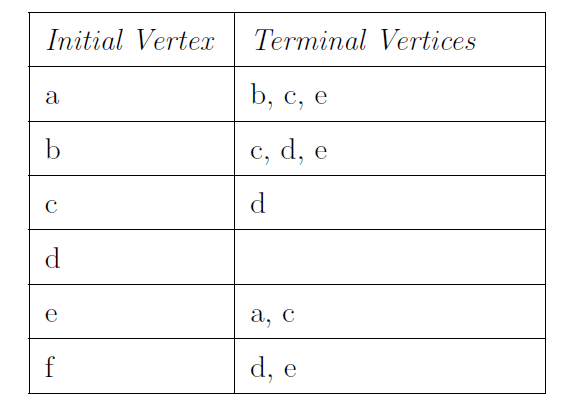 Initial Vertex Terminal Vertices
a b, c, e
b c, d, e
c d
d
e a, c
f d, e